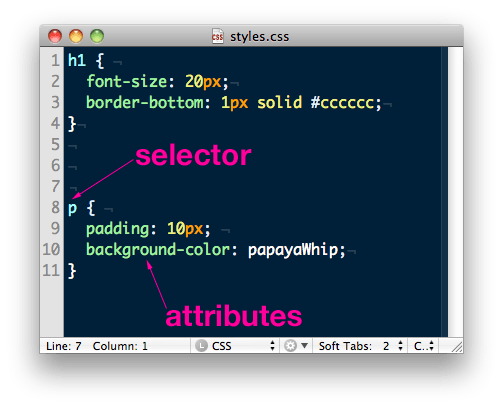 styles.css
1 h1 { ¬
2 font-size: 20px;¬
3 border-bottom: 1px solid #cccccc;¬
4 }¬
5 ¬
selector
6 ¬
7 ¬
8 p { ¬
9 padding: 10px; ¬
10 background-color: papayaWhip;¬
11 }
attributes
Line: 7 Column: 1 L CSS Soft Tabs: 2 C..